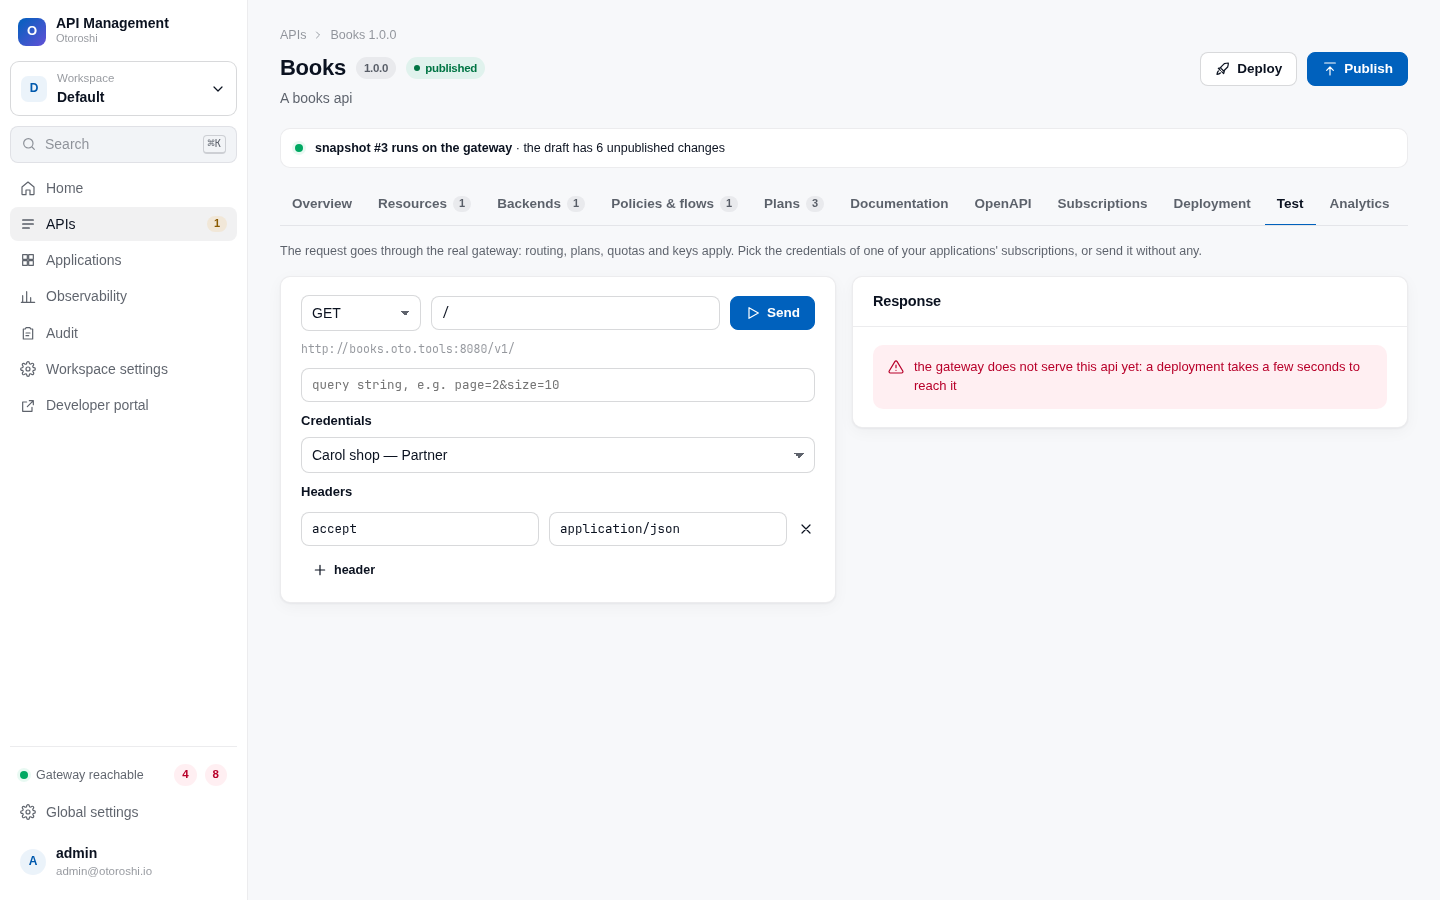 O
API Management
Otoroshi
D
Workspace
Default
Search
⌘K
Home
APIs
1
Applications
Observability
Audit
Workspace settings
Developer portal
Gateway reachable
4
8
Global settings
A
admin
admin@otoroshi.io
APIs
Books 1.0.0
Books
1.0.0
published
Deploy
Publish
A books api
snapshot #3 runs on the gateway · the draft has 6 unpublished changes
Overview
Resources 1
Backends 1
Policies & flows 1
Plans 3
Documentation
OpenAPI
Subscriptions
Deployment
Test
Analytics
The request goes through the real gateway: routing, plans, quotas and keys apply. Pick the credentials of one of your applications' subscriptions, or send it without any.
GET
/
Send
http://books.oto.tools:8080/v1/
query string, e.g. page=2&size=10
Credentials
Carol shop — Partner
Headers
accept
application/json
header
Response
the gateway does not serve this api yet: a deployment takes a few seconds to
reach it